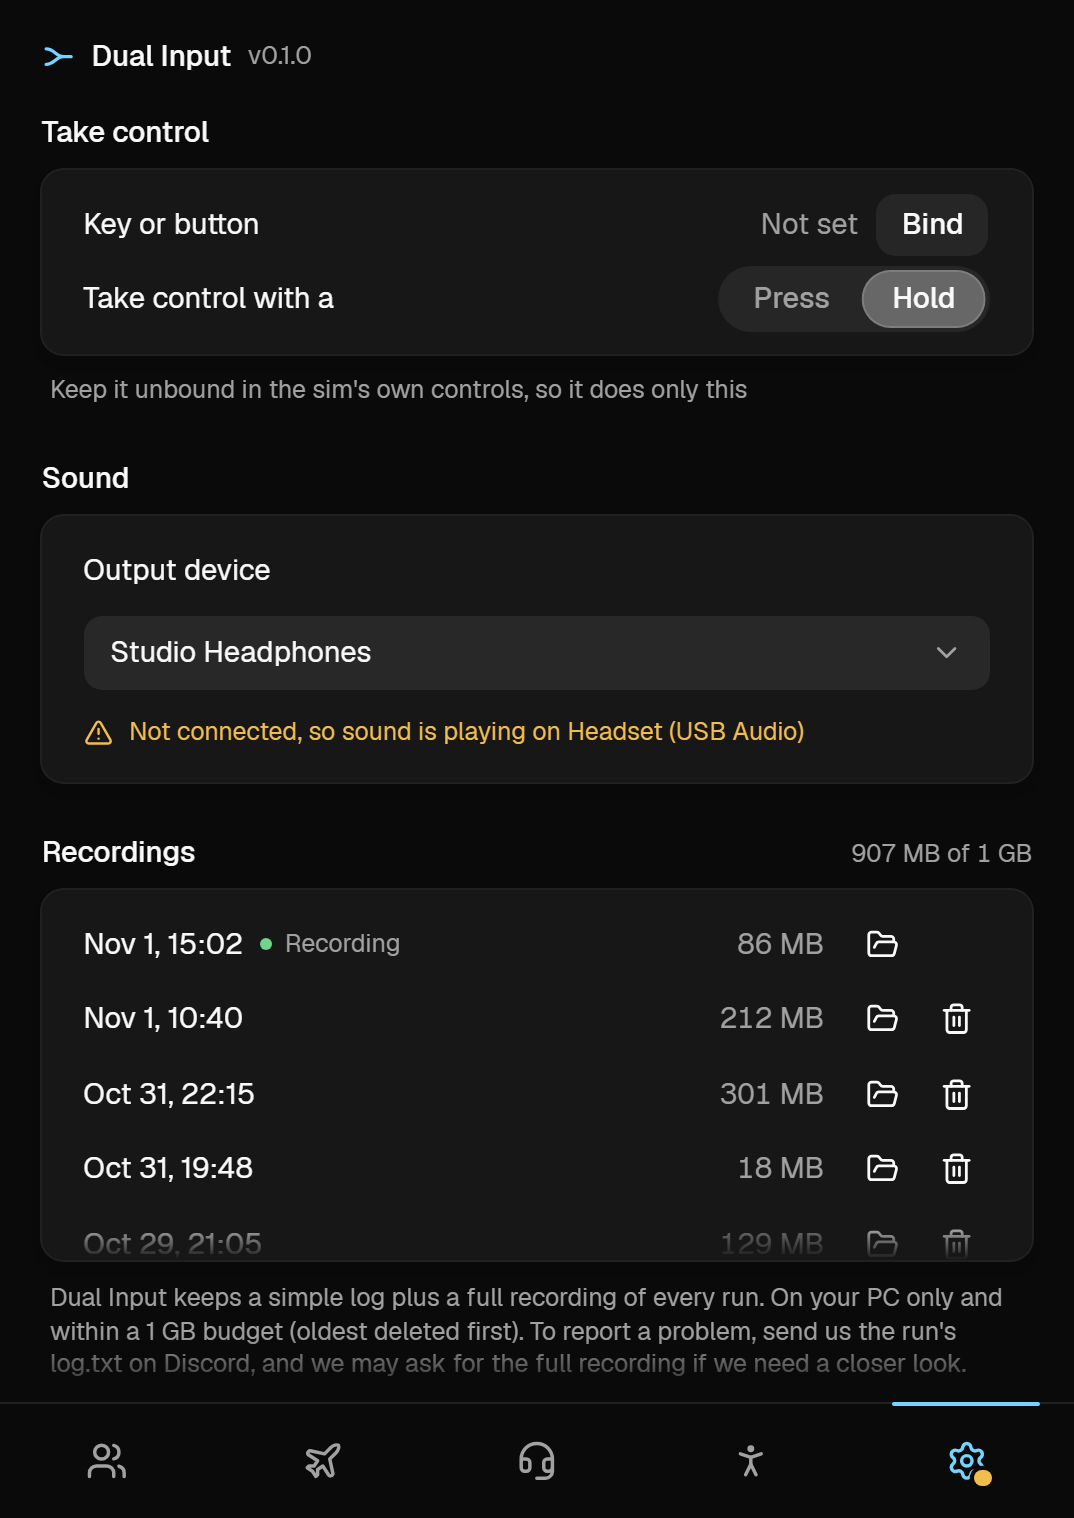 Dual Input v0.1.0
Take control
Key or button Not set Bind
Take control with a Press Hold
Keep it unbound in the sim's own controls, so it does only this
Sound
Output device
Studio Headphones
Not connected, so sound is playing on Headset (USB Audio)
Recordings 907 MB of 1 GB
Nov 1, 15:02 Recording 86 MB
Nov 1, 10:40 212 MB
Oct 31, 22:15 301 MB
Oct 31, 19:48 18 MB
Oct 29, 21:05 129 MB
Dual Input keeps a simple log plus a full recording of every run. On your PC only and
within a 1 GB budget (oldest deleted first). To report a problem, send us the run's
log.txt on Discord, and we may ask for the full recording if we need a closer look.